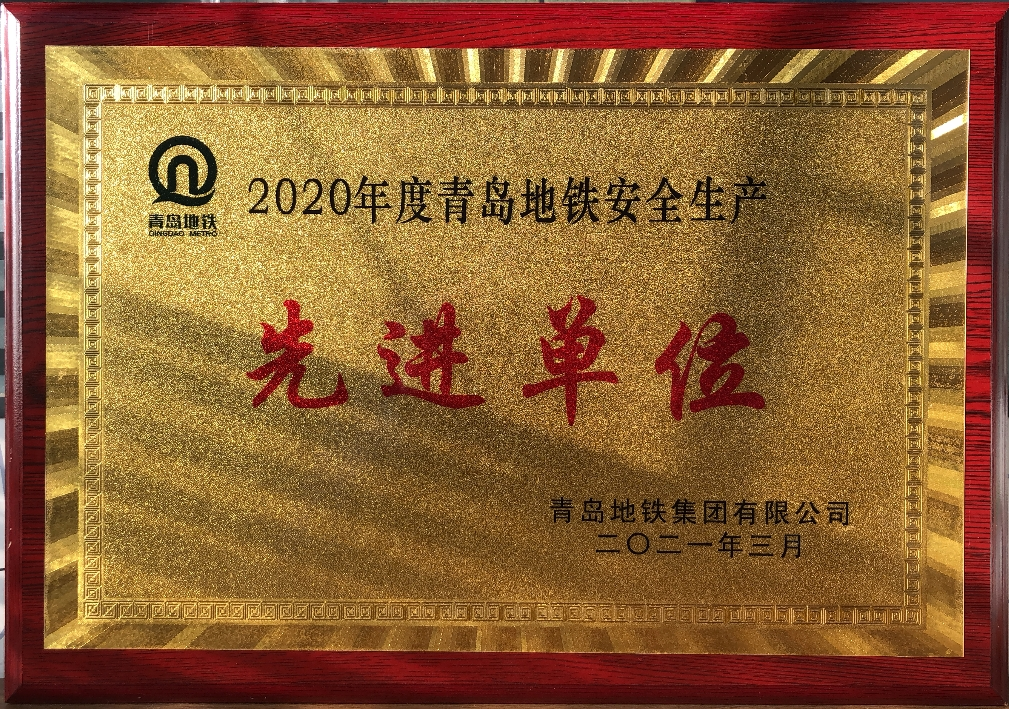 青岛地铁
QINGDAO METRO
2020年度青岛地铁安全生产
先进单位
青岛地铁集团有限公司
二〇二一年三月